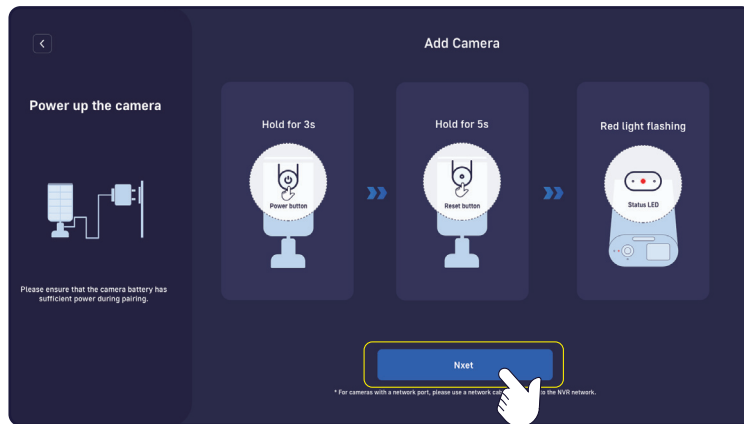 Add Camera
Power up the camera
Please ensure that the camera battery has
sufficient power during pairing.
Hold for 3s
Power button
Hold for 5s
Reset button
Red light flashing
Status LED
Nxet
* For cameras with a network port, please use a network to the NVR network.